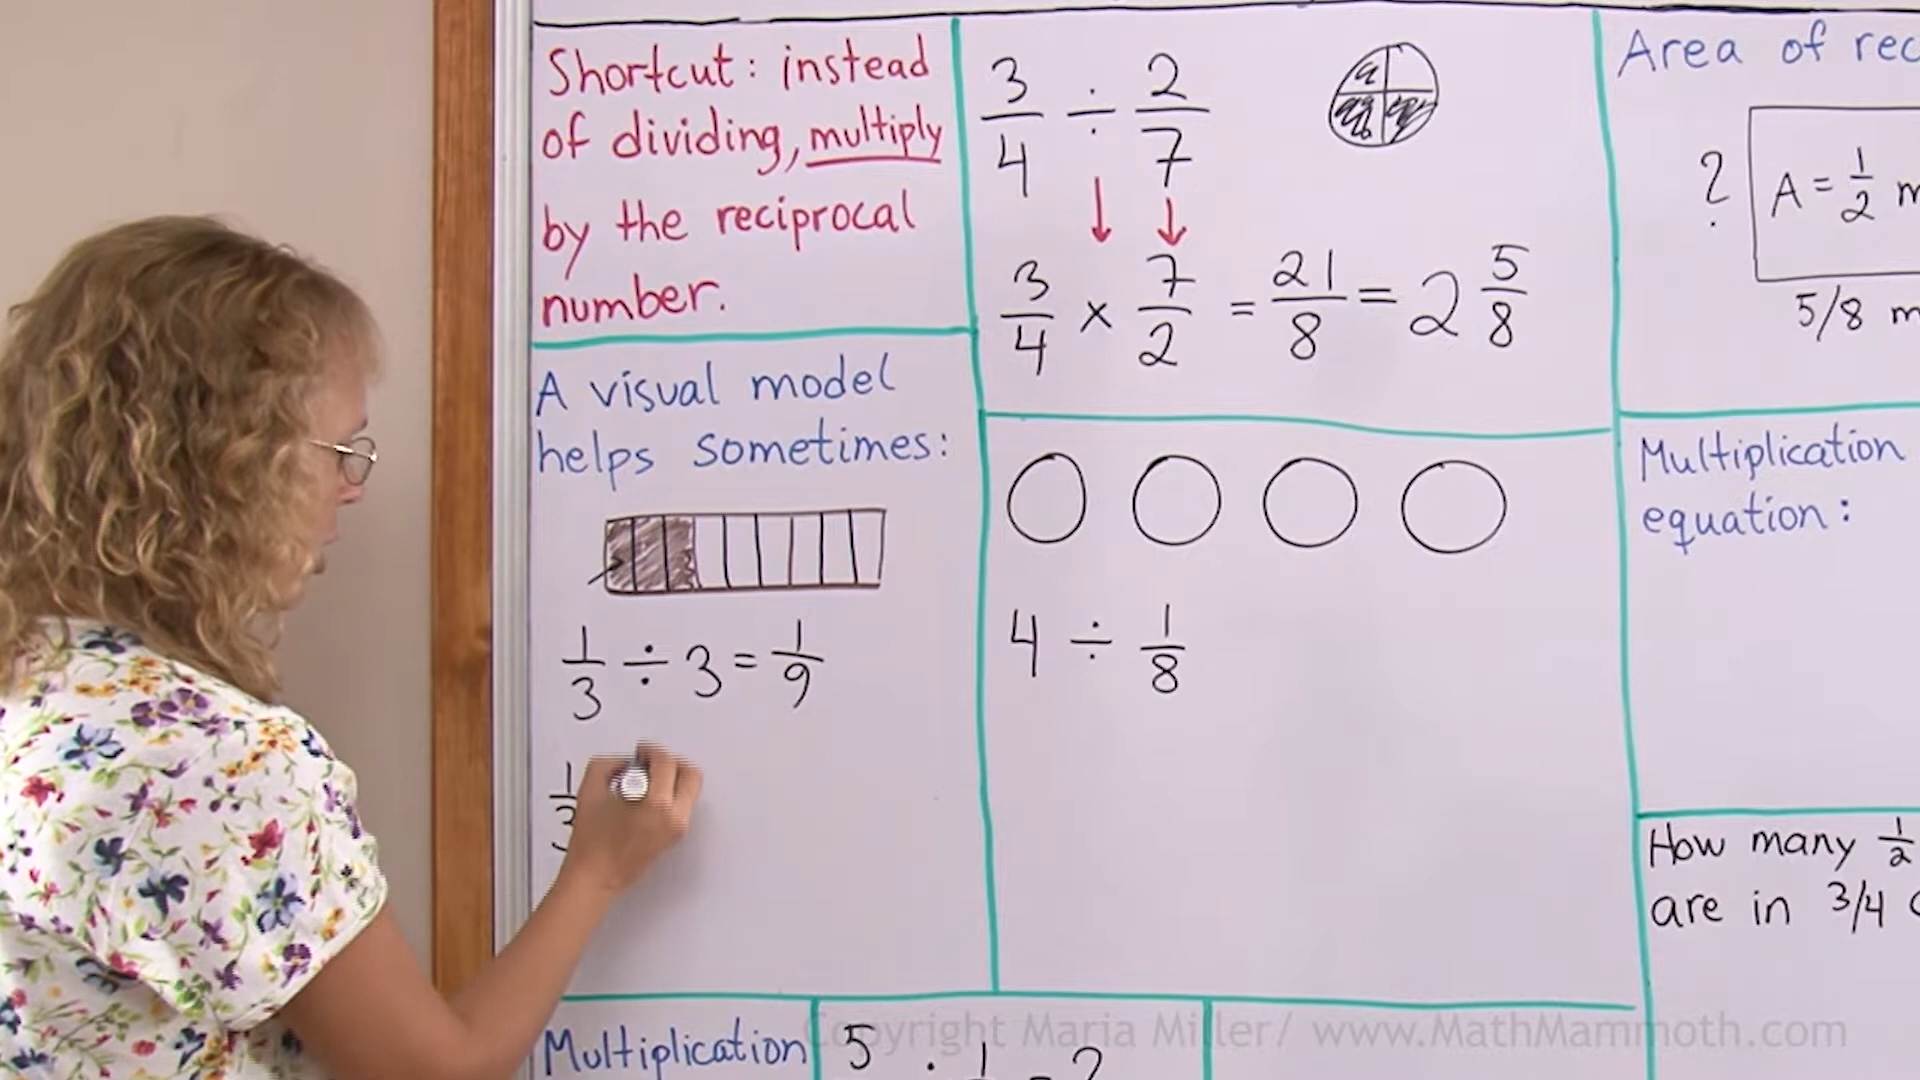 Shortcut: instead
of dividing, multiply
by the reciprocal
number.
3/4 ÷ 2/7
3/4 × 7/2 = 21/8 = 2 5/8
Area of
?
A = 1/2 m
5/8 m
A visual model
helps sometimes:
1/3 ÷ 3 = 1/9
1/3
4 ÷ 1/8
Multiplication
equation:
How many 1/2
are in 3/4
Multiplication
5 ÷ 1 = ?
Copyright Maria Miller/ www.MathMammoth.com